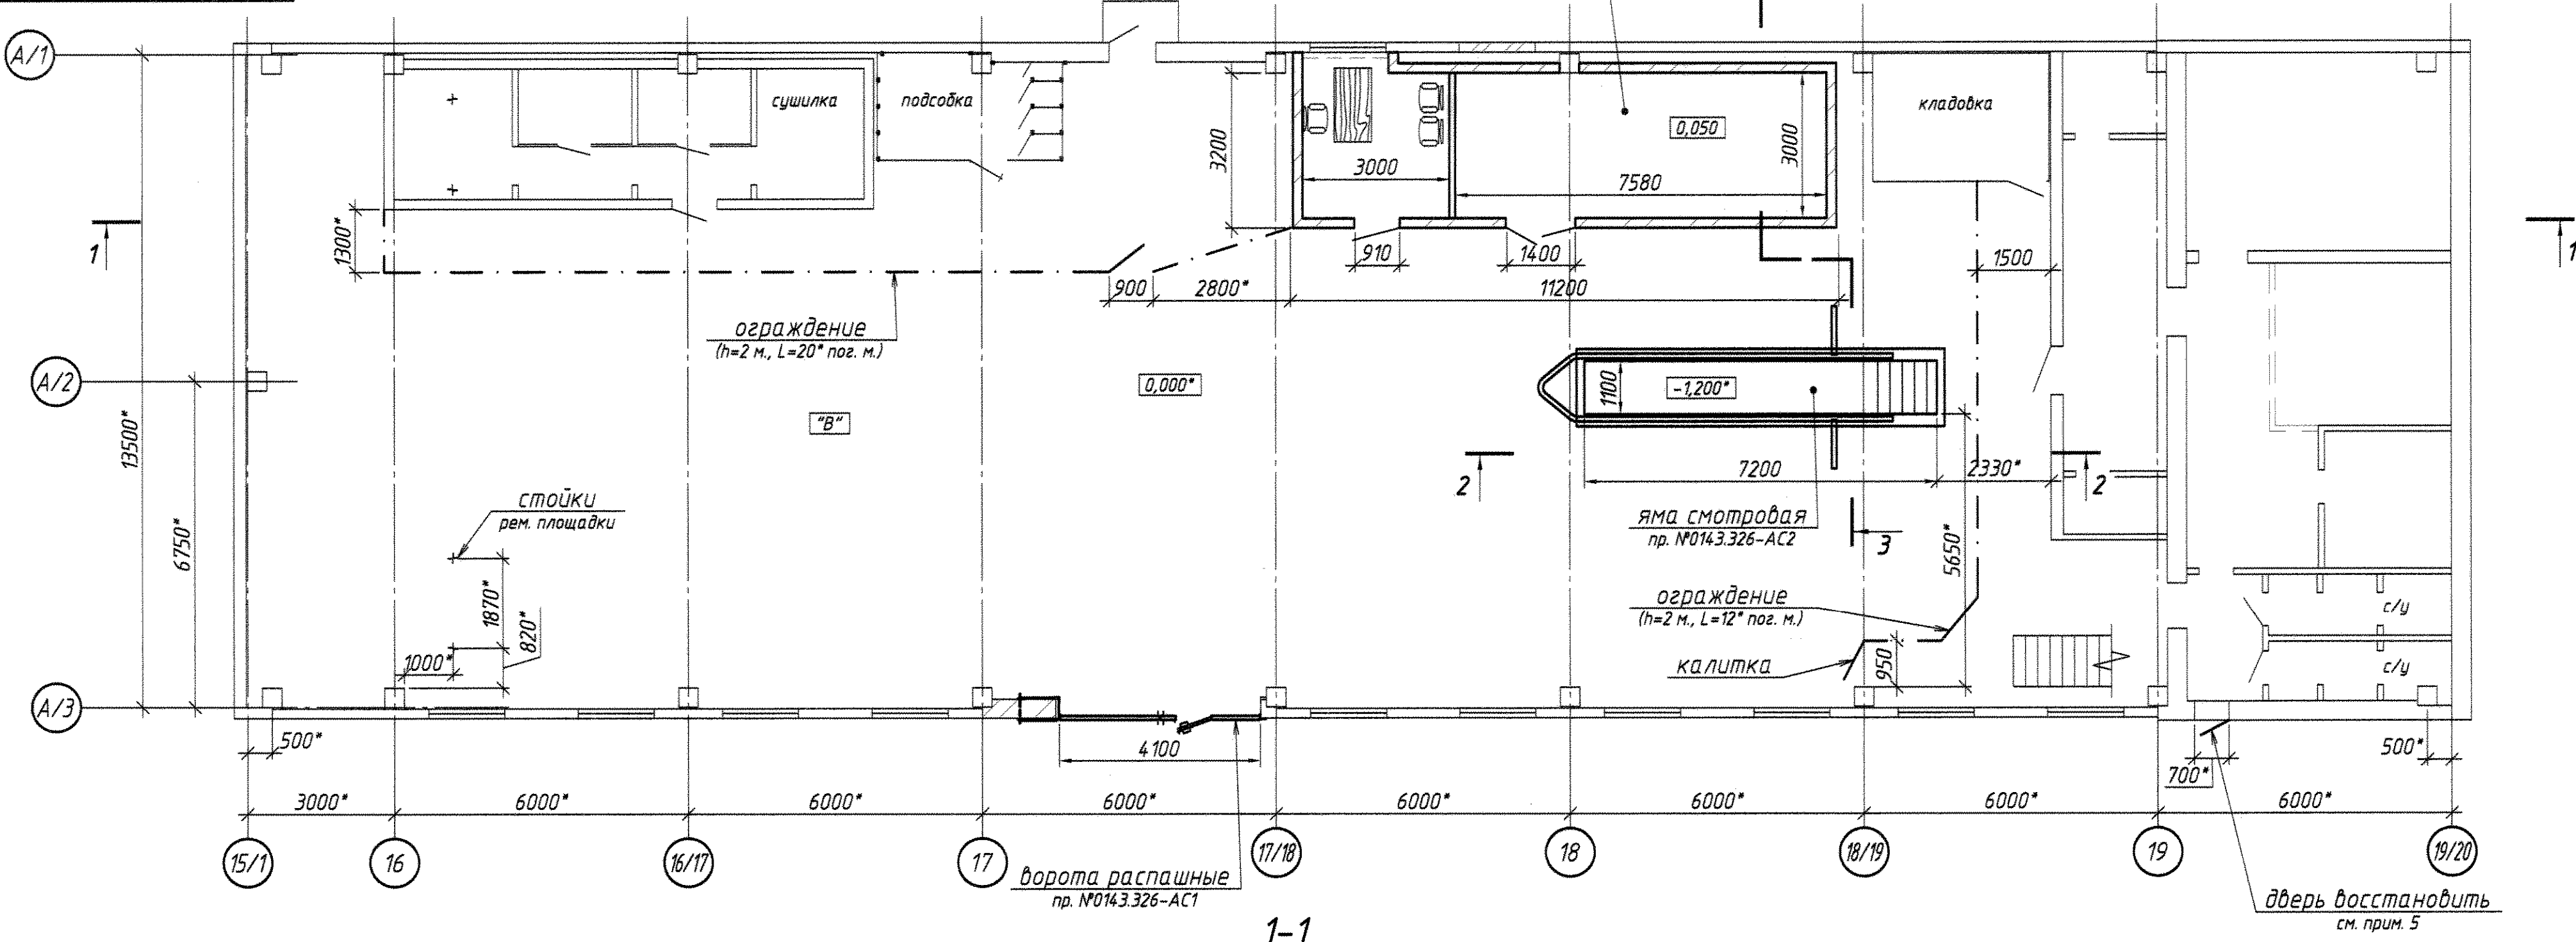 А/1
сушилка
подсобка
кладовка
0,050
3200
3000
3000
7580
1300*
1
1
910
1400
1500
900
2800*
11200
ограждение
(h=2 м., L=20* пог. м.)
А/2
0,000*
1100
-1,200*
"В"
13500*
6750*
7200
2330*
2
2
стойки
рем. площадки
яма смотровая
пр. №0143.326-АС2
3
5650*
1870*
820*
1000*
ограждение
(h=2 м., L=12* пог. м.)
с/у
с/у
калитка
950
А/3
500*
4100
500*
700*
3000*
6000*
6000*
6000*
6000*
6000*
6000*
6000*
15/1
16
16/17
17
17/18
18
18/19
19
19/20
ворота распашные
пр. №0143.326-АС1
дверь восстановить
см. прим. 5
1-1